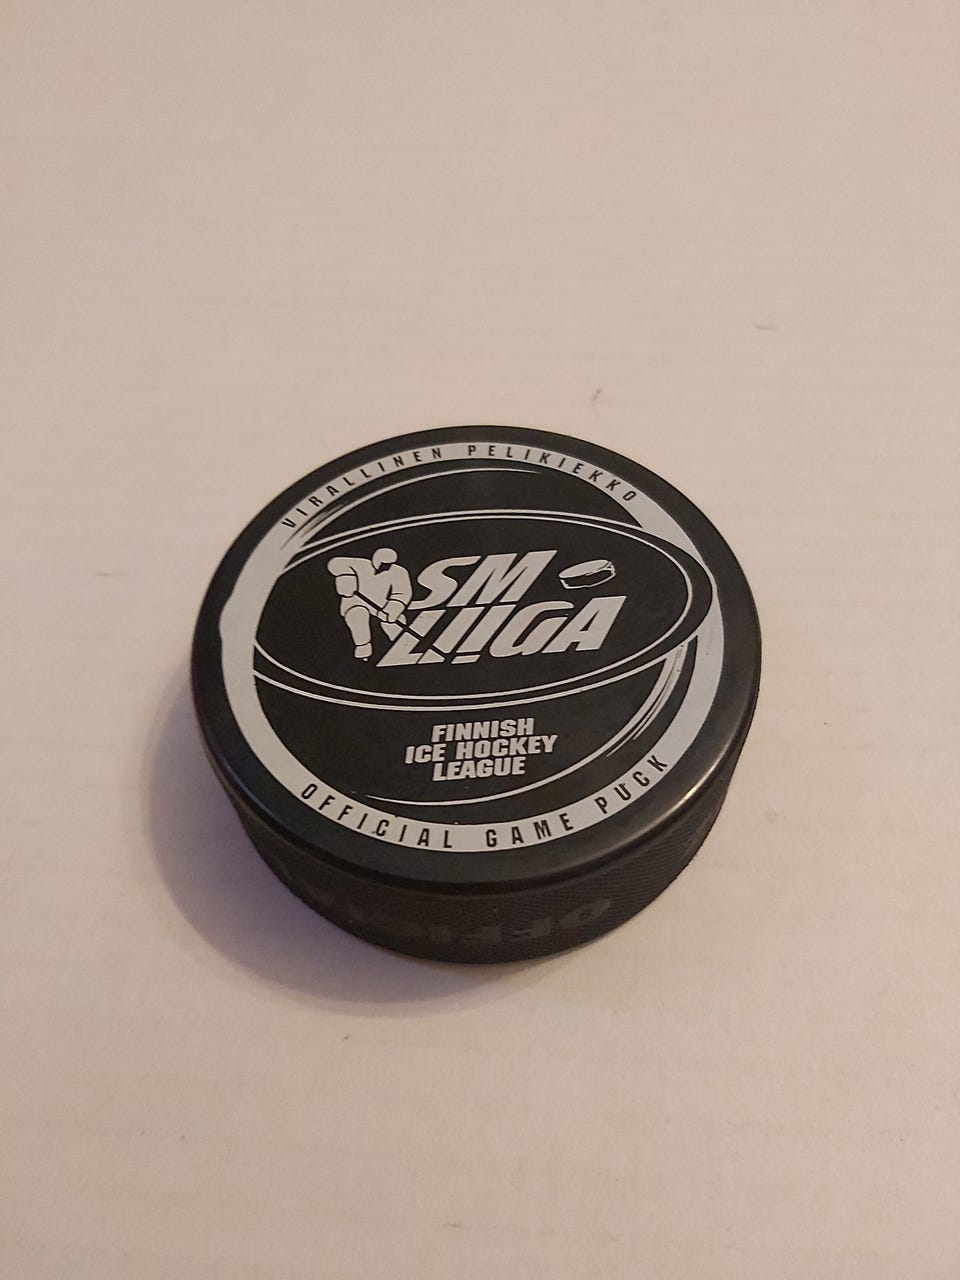 VIRALLINEN PELIKIEKKO
SM
LIIGA
FINNISH
ICE HOCKEY
LEAGUE
OFFICIAL GAME PUCK